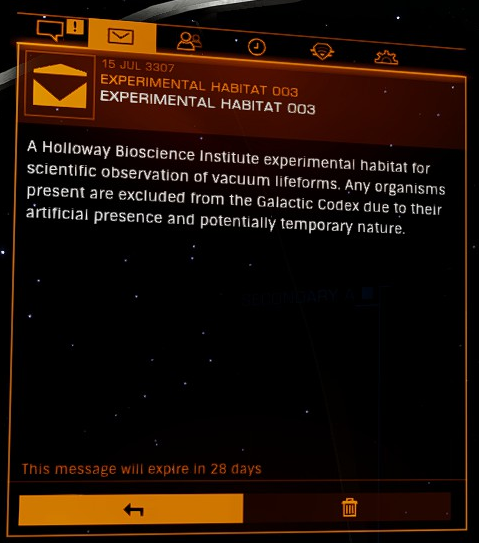 15 JUL 3307
EXPERIMENTAL HABITAT 003
EXPERIMENTAL HABITAT 003
A Holloway Bioscience Institute experimental habitat for
scientific observation of vacuum lifeforms. Any organisms
present are excluded from the Galactic Codex due to their
artificial presence and potentially temporary nature.
This message will expire in 28 days